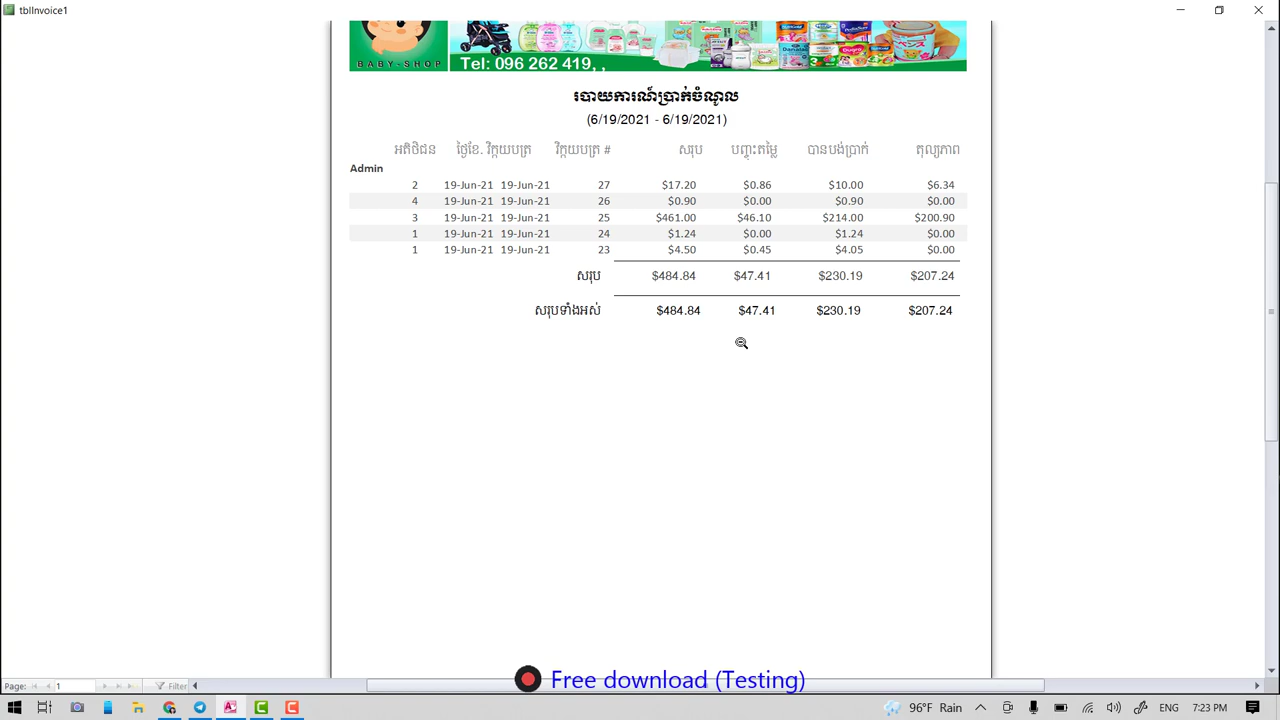 tblInvoice1
BABY-SHOP
Tel: 096 262 419, ,
របាយការណ៍ប្រាក់ចំណូល
(6/19/2021 - 6/19/2021)
អតិថិជន ថ្ងៃខែ. វិក្កយបត្រ វិក្កយបត្រ # សរុប បញ្ចុះតម្លៃ បានបង់ប្រាក់ តុល្យភាព
Admin
2 19-Jun-21 19-Jun-21 27 $17.20 $0.86 $10.00 $6.34
4 19-Jun-21 19-Jun-21 26 $0.90 $0.00 $0.90 $0.00
3 19-Jun-21 19-Jun-21 25 $461.00 $46.10 $214.00 $200.90
1 19-Jun-21 19-Jun-21 24 $1.24 $0.00 $1.24 $0.00
1 19-Jun-21 19-Jun-21 23 $4.50 $0.45 $4.05 $0.00
សរុប $484.84 $47.41 $230.19 $207.24
សរុបទាំងអស់ $484.84 $47.41 $230.19 $207.24
Free download (Testing)
Page: 1 Filter
96°F Rain ENG 7:23 PM